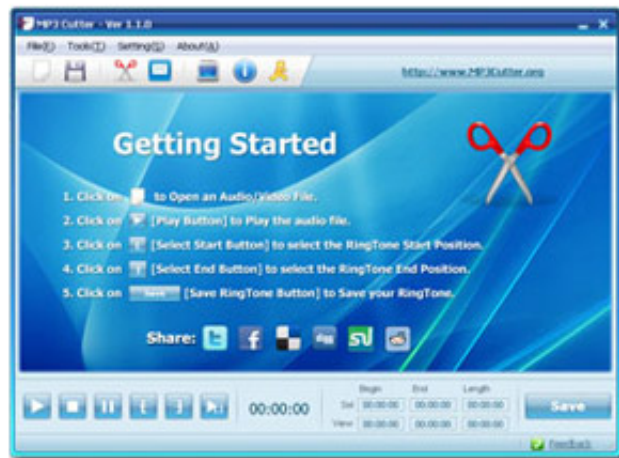 MP3 Cutter - Ver 1.1.0
File(F) Tools(T) Setting(S) About(A)
http://www.MP3Cutter.org
Getting Started
1. Click on to Open an Audio/Video File.
2. Click on [Play Button] to Play the audio file.
3. Click on [Select Start Button] to select the RingTone Start Position.
4. Click on [Select End Button] to select the RingTone End Position.
5. Click on Save [Save RingTone Button] to Save your RingTone.
Share:
Begin End Length
00:00:00 Sel 00:00:00 00:00:00 00:00:00 Save
View 00:00:00 00:00:00 00:00:00
Feedback